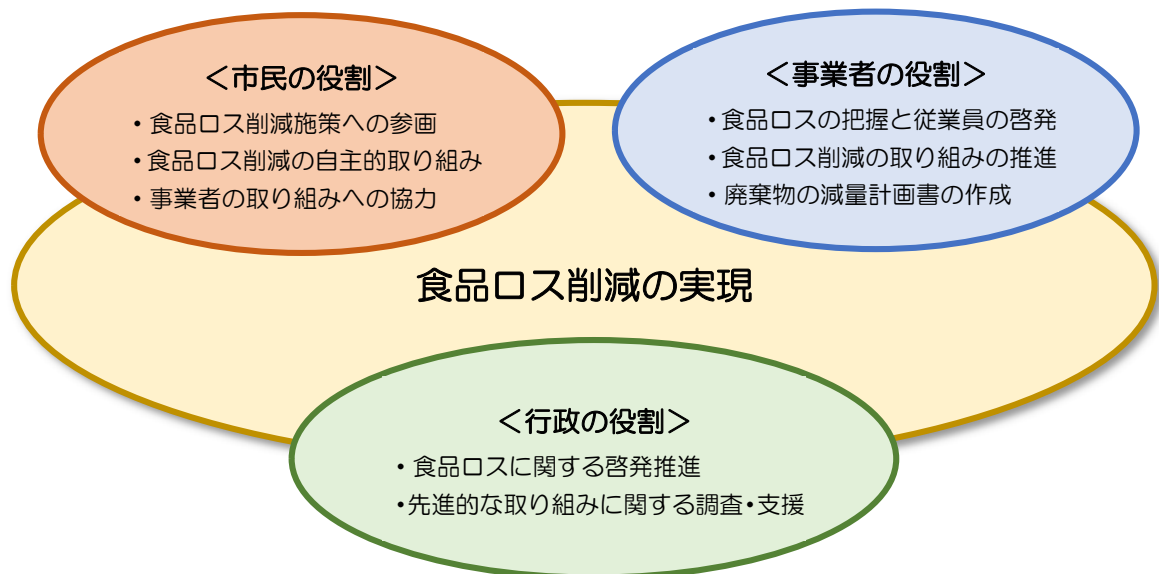 ＜市民の役割＞
・食品ロス削減施策への参画
・食品ロス削減の自主的取り組み
・事業者の取り組みへの協力
＜事業者の役割＞
・食品ロスの把握と従業員の啓発
・食品ロス削減の取り組みの推進
・廃棄物の減量計画書の作成
食品ロス削減の実現
＜行政の役割＞
・食品ロスに関する啓発推進
・先進的な取り組みに関する調査・支援